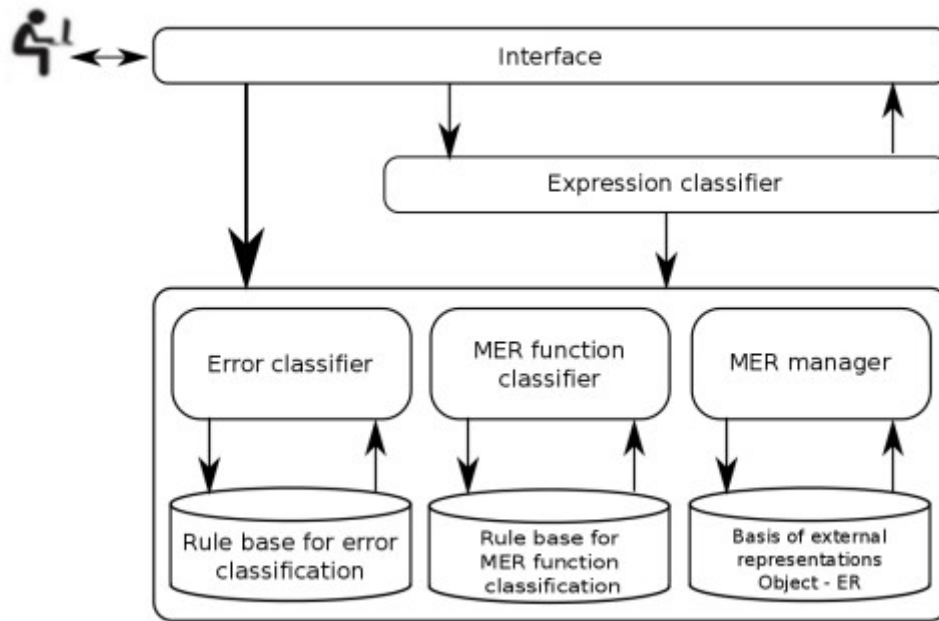 Interface
Expression classifier
Error classifier
MER function
classifier
MER manager
Rule base for error
classification
Rule base for
MER function
classification
Basis of external
representations
Object - ER